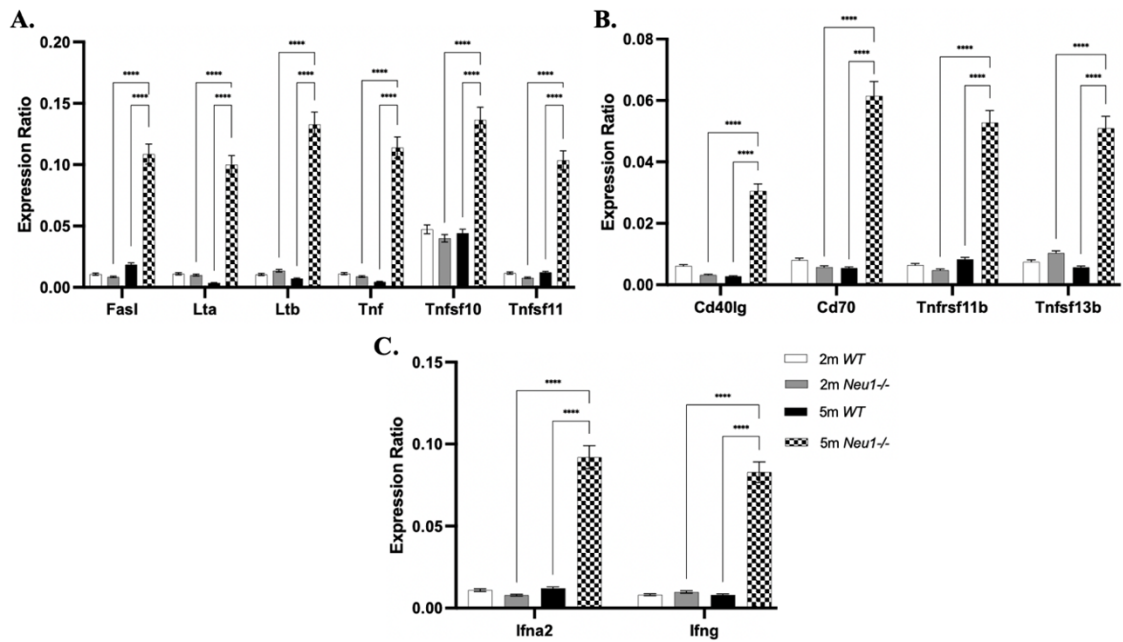 A.
Expression Ratio
0.20
0.15
0.10
0.05
0.00
****
****
****
****
****
****
****
****
****
****
****
****
Fasl Lta Ltb Tnf Tnfsf10 Tnfsf11
B.
Expression Ratio
0.08
0.06
0.04
0.02
0.00
****
****
****
****
****
****
****
****
Cd40lg Cd70 Tnfrsf11b Tnfsf13b
C.
Expression Ratio
0.15
0.10
0.05
0.00
****
****
****
****
Ifna2 Ifng
2m WT
2m Neu1-/-
5m WT
5m Neu1-/-